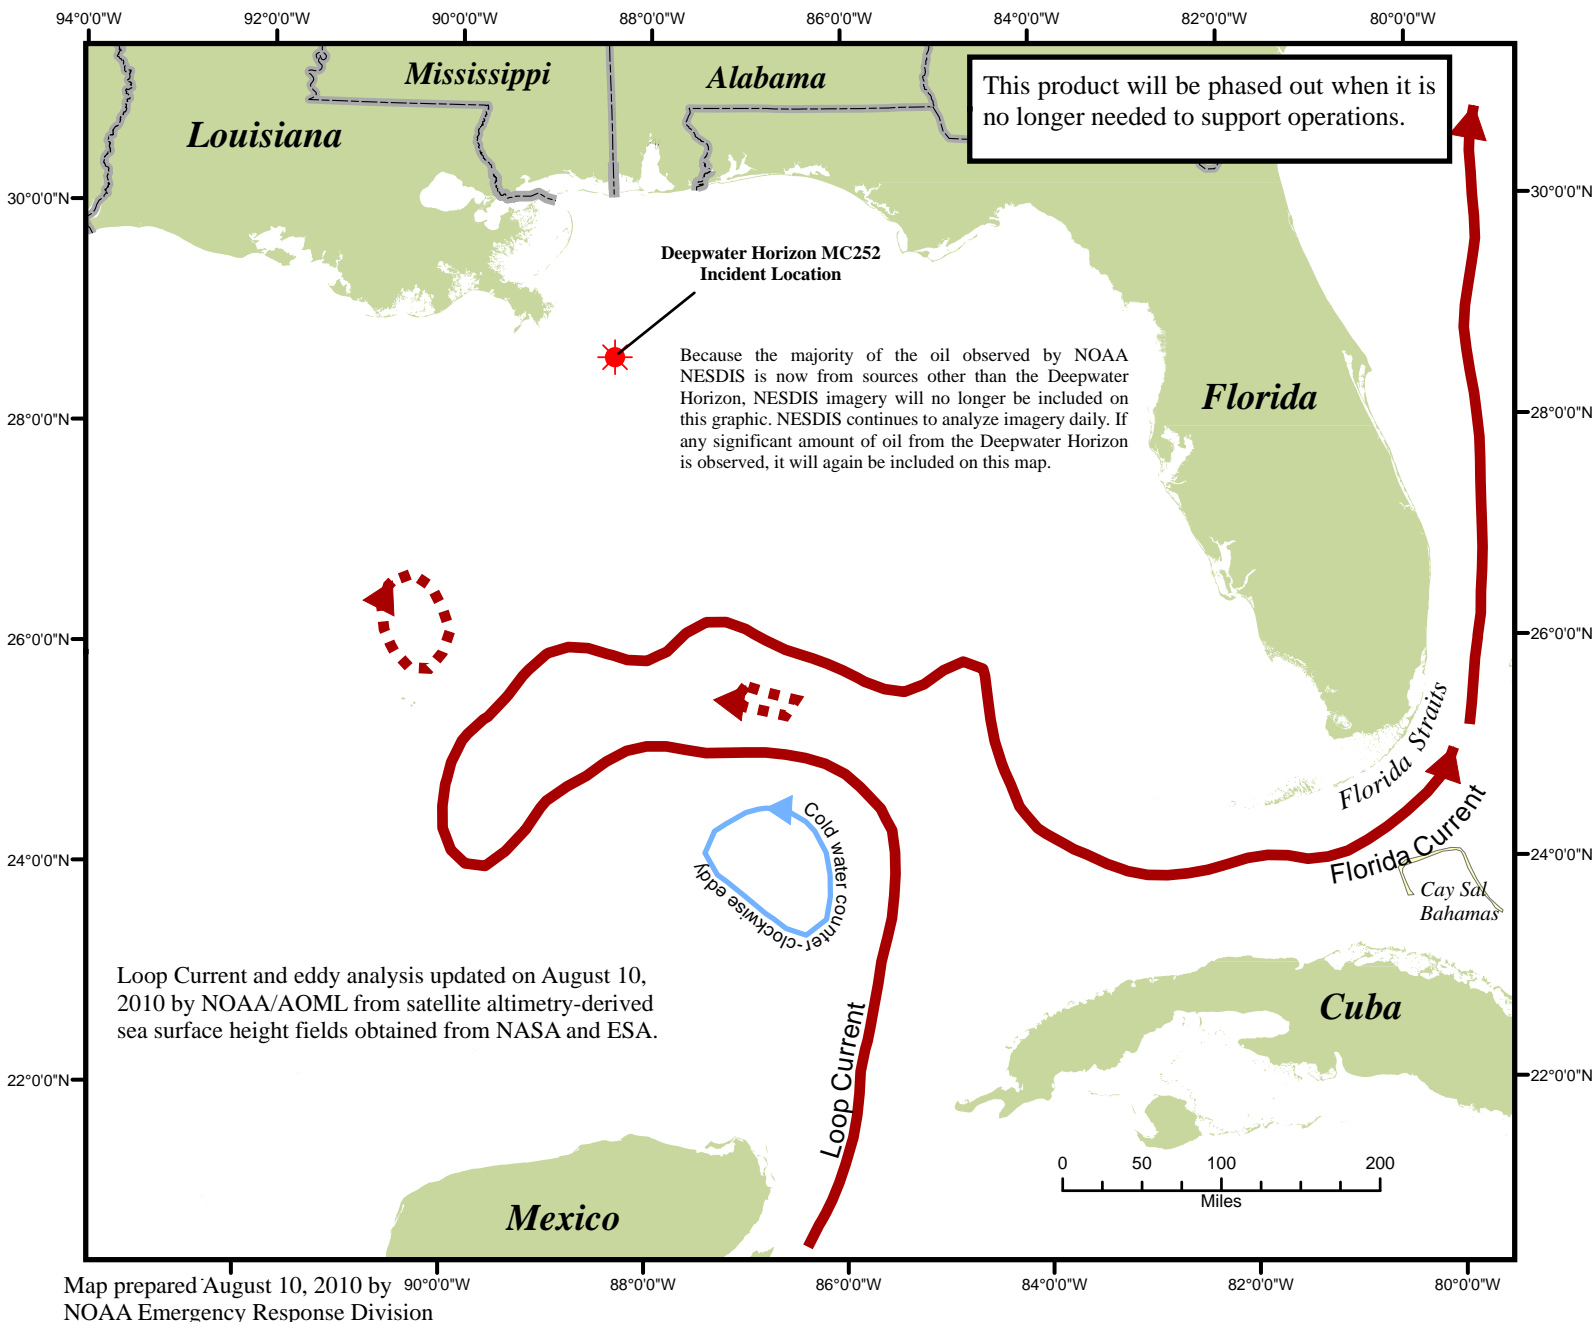 94°0'0"W 92°0'0"W 90°0'0"W 88°0'0"W 86°0'0"W 84°0'0"W 82°0'0"W 80°0'0"W
Mississippi
Alabama
Louisiana
This product will be phased out when it is
no longer needed to support operations.
30°0'0"N
30°0'0"N
Deepwater Horizon MC252
Incident Location
Because the majority of the oil observed by NOAA
NESDIS is now from sources other than the Deepwater
Horizon, NESDIS imagery will no longer be included on
this graphic. NESDIS continues to analyze imagery daily. If
any significant amount of oil from the Deepwater Horizon
is observed, it will again be included on this map.
Florida
28°0'0"N
28°0'0"N
26°0'0"N
26°0'0"N
Florida Straits
Florida Current
24°0'0"N
24°0'0"N
Cay Sal
Bahamas
Cold water counter-clockwise eddy
Loop Current and eddy analysis updated on August 10,
2010 by NOAA/AOML from satellite altimetry-derived
sea surface height fields obtained from NASA and ESA.
Loop Current
Cuba
22°0'0"N
22°0'0"N
0 50 100 200
Miles
Mexico
90°0'0"W 88°0'0"W 86°0'0"W 84°0'0"W 82°0'0"W 80°0'0"W
Map prepared August 10, 2010 by
NOAA Emergency Response Division